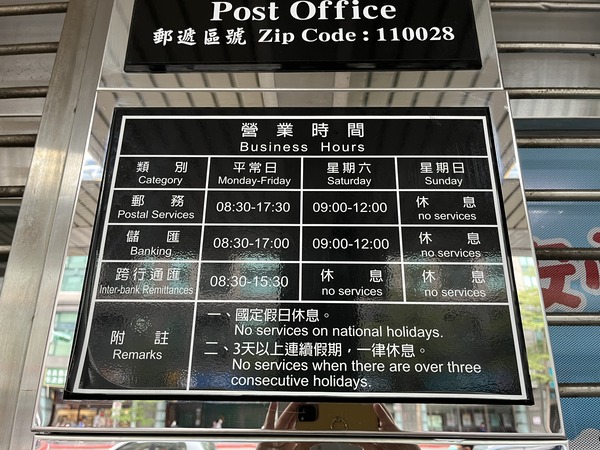 Post Office
郵遞區號 Zip Code : 110028
營業時間
Business Hours
類別 平常日 星期六 星期日
Category Monday-Friday Saturday Sunday
郵務 08:30-17:30 09:00-12:00 休息
Postal Services no services
儲匯 08:30-17:00 09:00-12:00 休息
Banking no services
跨行通匯 08:30-15:30 休息 休息
Inter-bank Remittances no services no services
附註
Remarks
一、國定假日休息。
No services on national holidays.
二、3天以上連續假期，一律休息。
No services when there are over three
consecutive holidays.